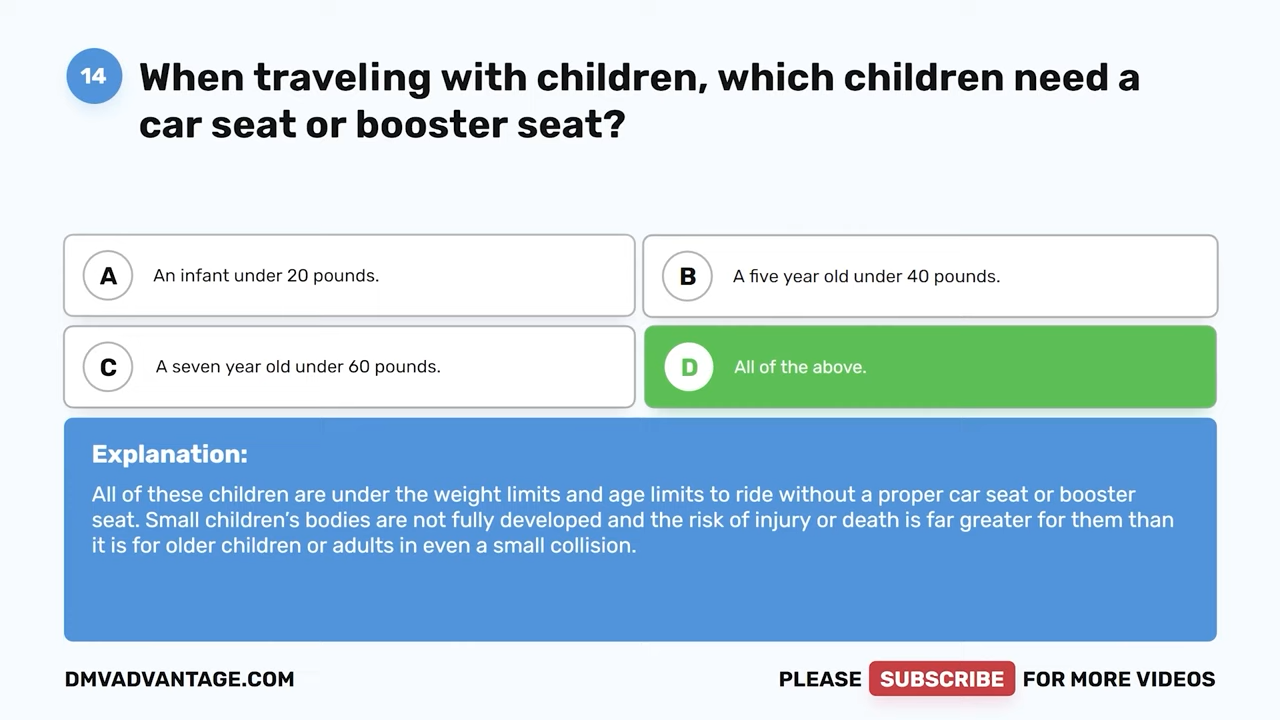 14
When traveling with children, which children need a
car seat or booster seat?
A An infant under 20 pounds.
B A five year old under 40 pounds.
C A seven year old under 60 pounds.
D All of the above.
Explanation:
All of these children are under the weight limits and age limits to ride without a proper car seat or booster
seat. Small children’s bodies are not fully developed and the risk of injury or death is far greater for them than
it is for older children or adults in even a small collision.
DMVADVANTAGE.COM
PLEASE SUBSCRIBE FOR MORE VIDEOS